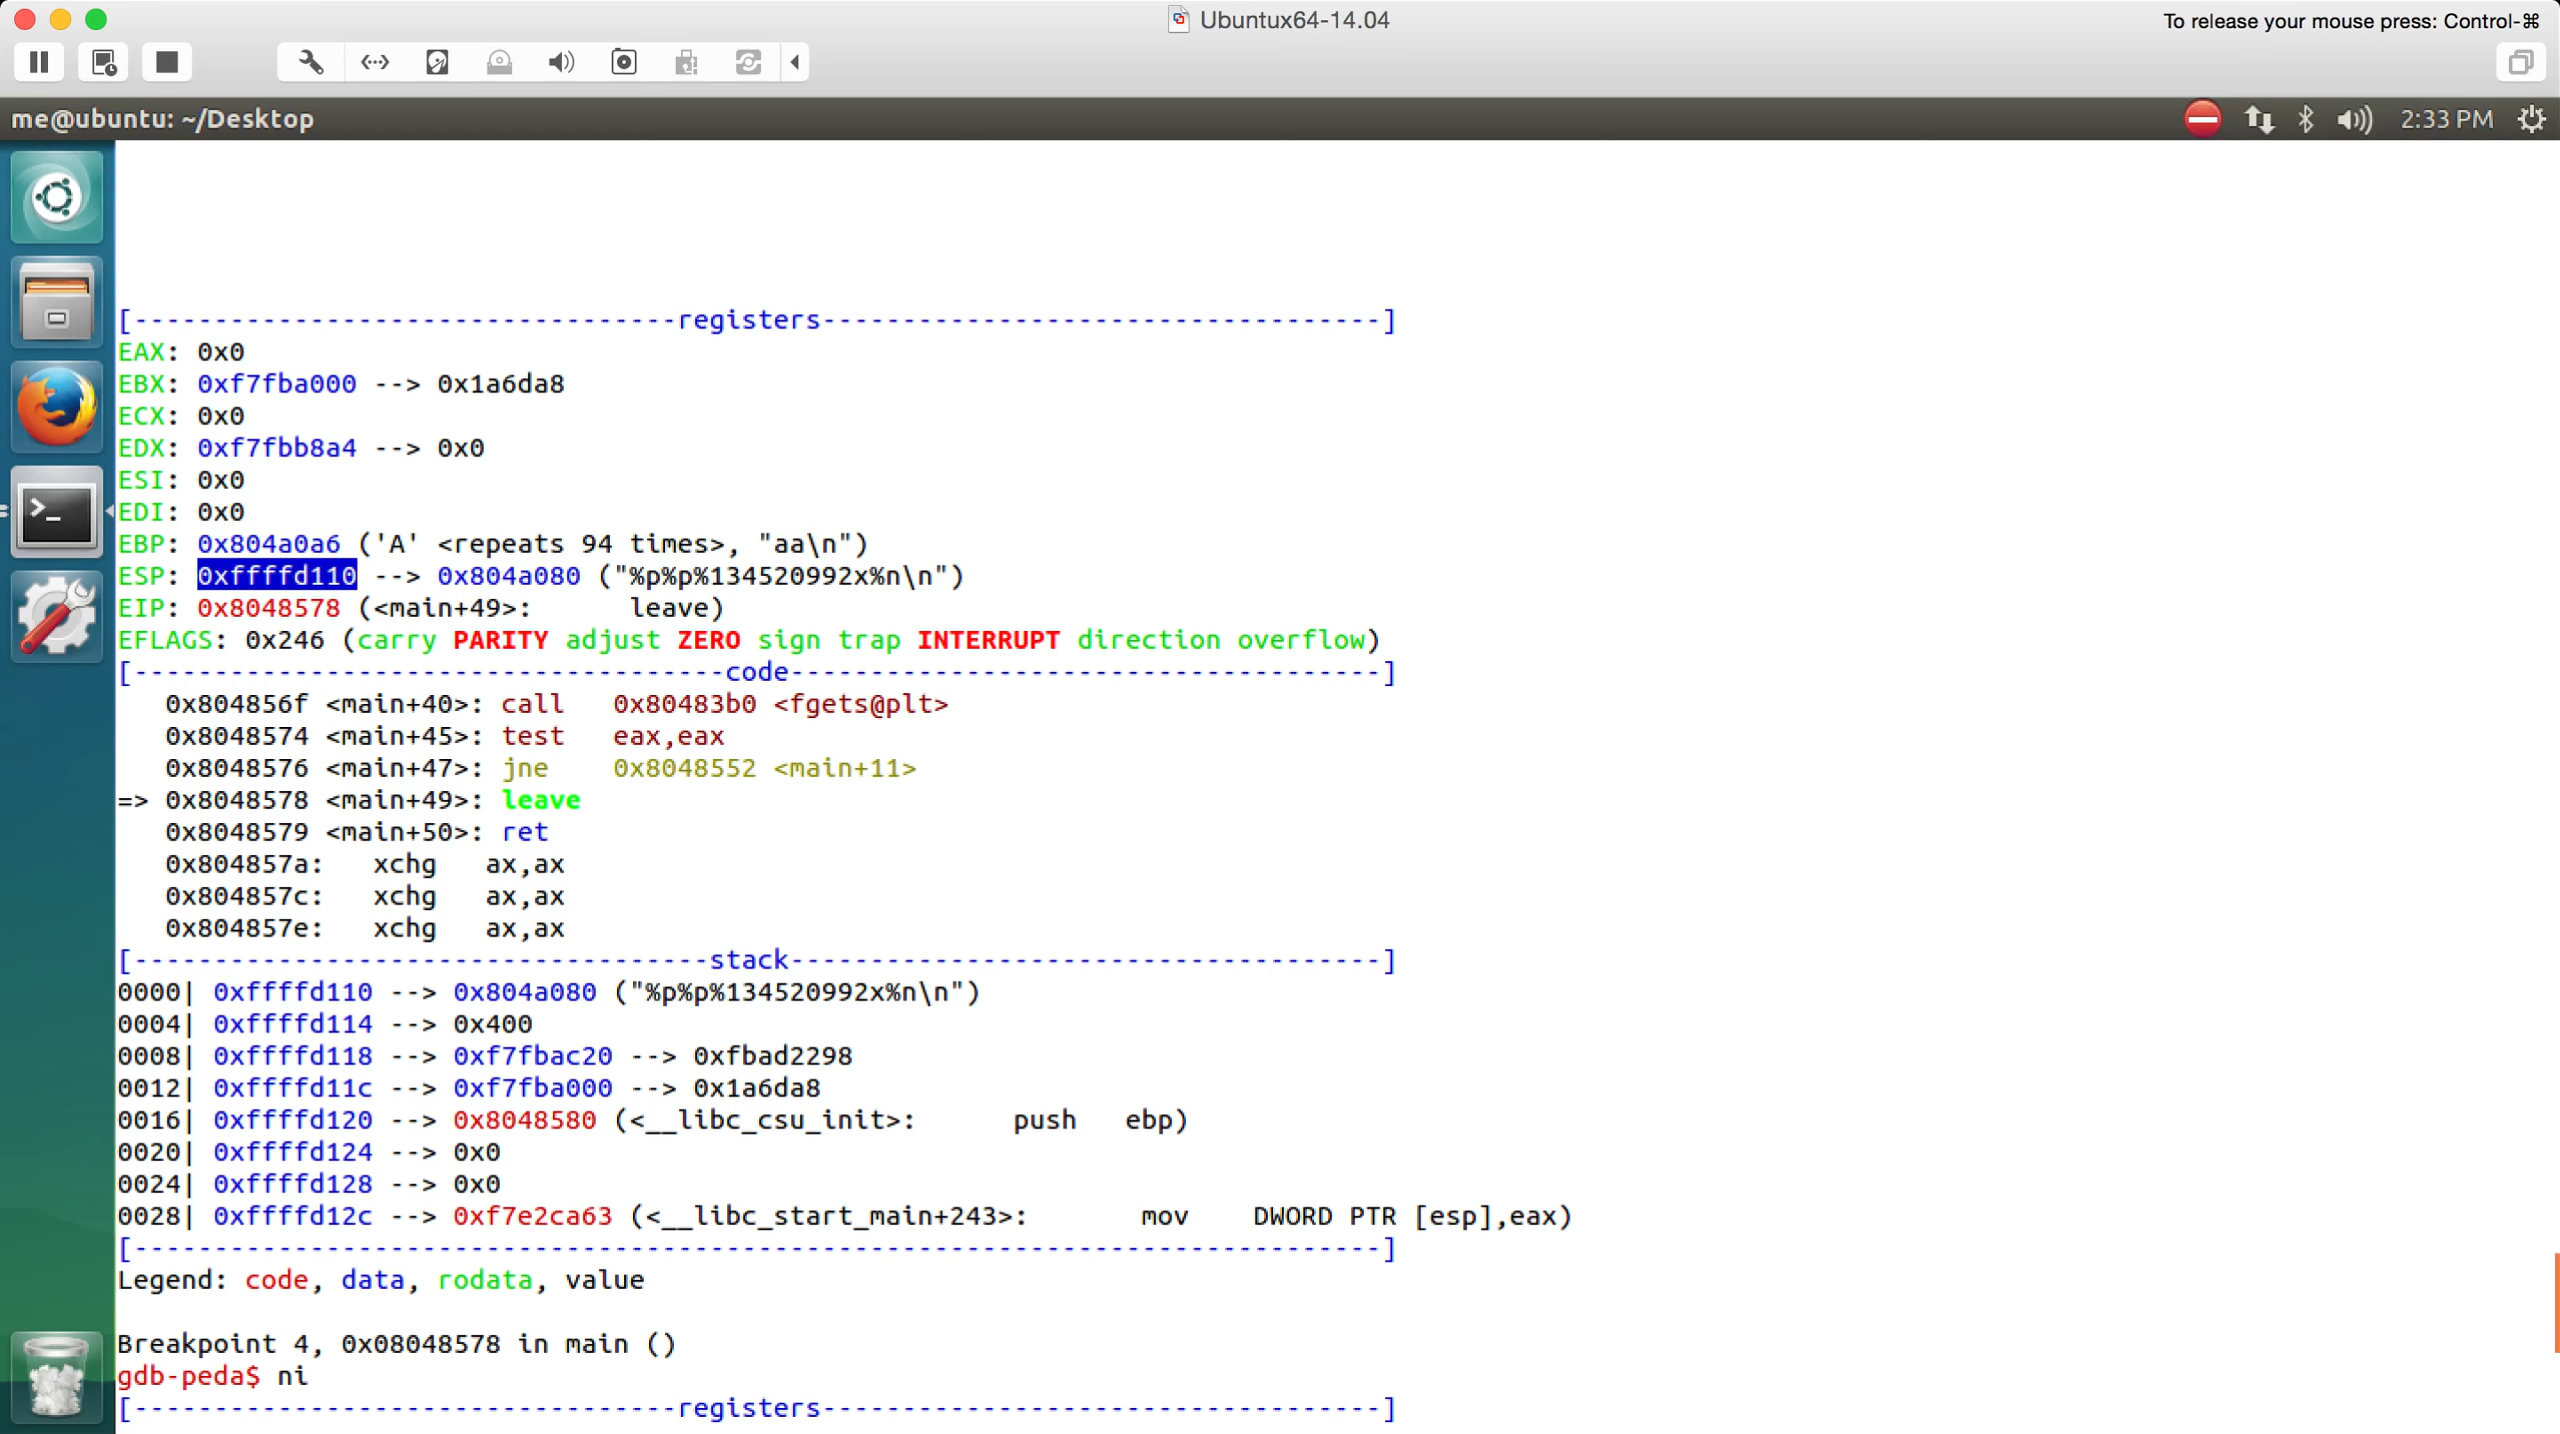 Ubuntux64-14.04
To release your mouse press: Control-⌘
me@ubuntu: ~/Desktop
2:33 PM
[----------------------------------registers-----------------------------------]
EAX: 0x0
EBX: 0xf7fba000 --> 0x1a6da8
ECX: 0x0
EDX: 0xf7fbb8a4 --> 0x0
ESI: 0x0
EDI: 0x0
EBP: 0x804a0a6 ('A' <repeats 94 times>, "aa\n")
ESP: 0xffffd110 --> 0x804a080 ("%p%p%134520992x%n\n")
EIP: 0x8048578 (<main+49>:      leave)
EFLAGS: 0x246 (carry PARITY adjust ZERO sign trap INTERRUPT direction overflow)
[-------------------------------------code-------------------------------------]
   0x804856f <main+40>: call   0x80483b0 <fgets@plt>
   0x8048574 <main+45>: test   eax,eax
   0x8048576 <main+47>: jne    0x8048552 <main+11>
=> 0x8048578 <main+49>: leave
   0x8048579 <main+50>: ret
   0x804857a:   xchg   ax,ax
   0x804857c:   xchg   ax,ax
   0x804857e:   xchg   ax,ax
[------------------------------------stack-------------------------------------]
0000| 0xffffd110 --> 0x804a080 ("%p%p%134520992x%n\n")
0004| 0xffffd114 --> 0x400
0008| 0xffffd118 --> 0xf7fbac20 --> 0xfbad2298
0012| 0xffffd11c --> 0xf7fba000 --> 0x1a6da8
0016| 0xffffd120 --> 0x8048580 (<__libc_csu_init>:      push   ebp)
0020| 0xffffd124 --> 0x0
0024| 0xffffd128 --> 0x0
0028| 0xffffd12c --> 0xf7e2ca63 (<__libc_start_main+243>:       mov    DWORD PTR [esp],eax)
[------------------------------------------------------------------------------]
Legend: code, data, rodata, value
Breakpoint 4, 0x08048578 in main ()
gdb-peda$ ni
[----------------------------------registers-----------------------------------]